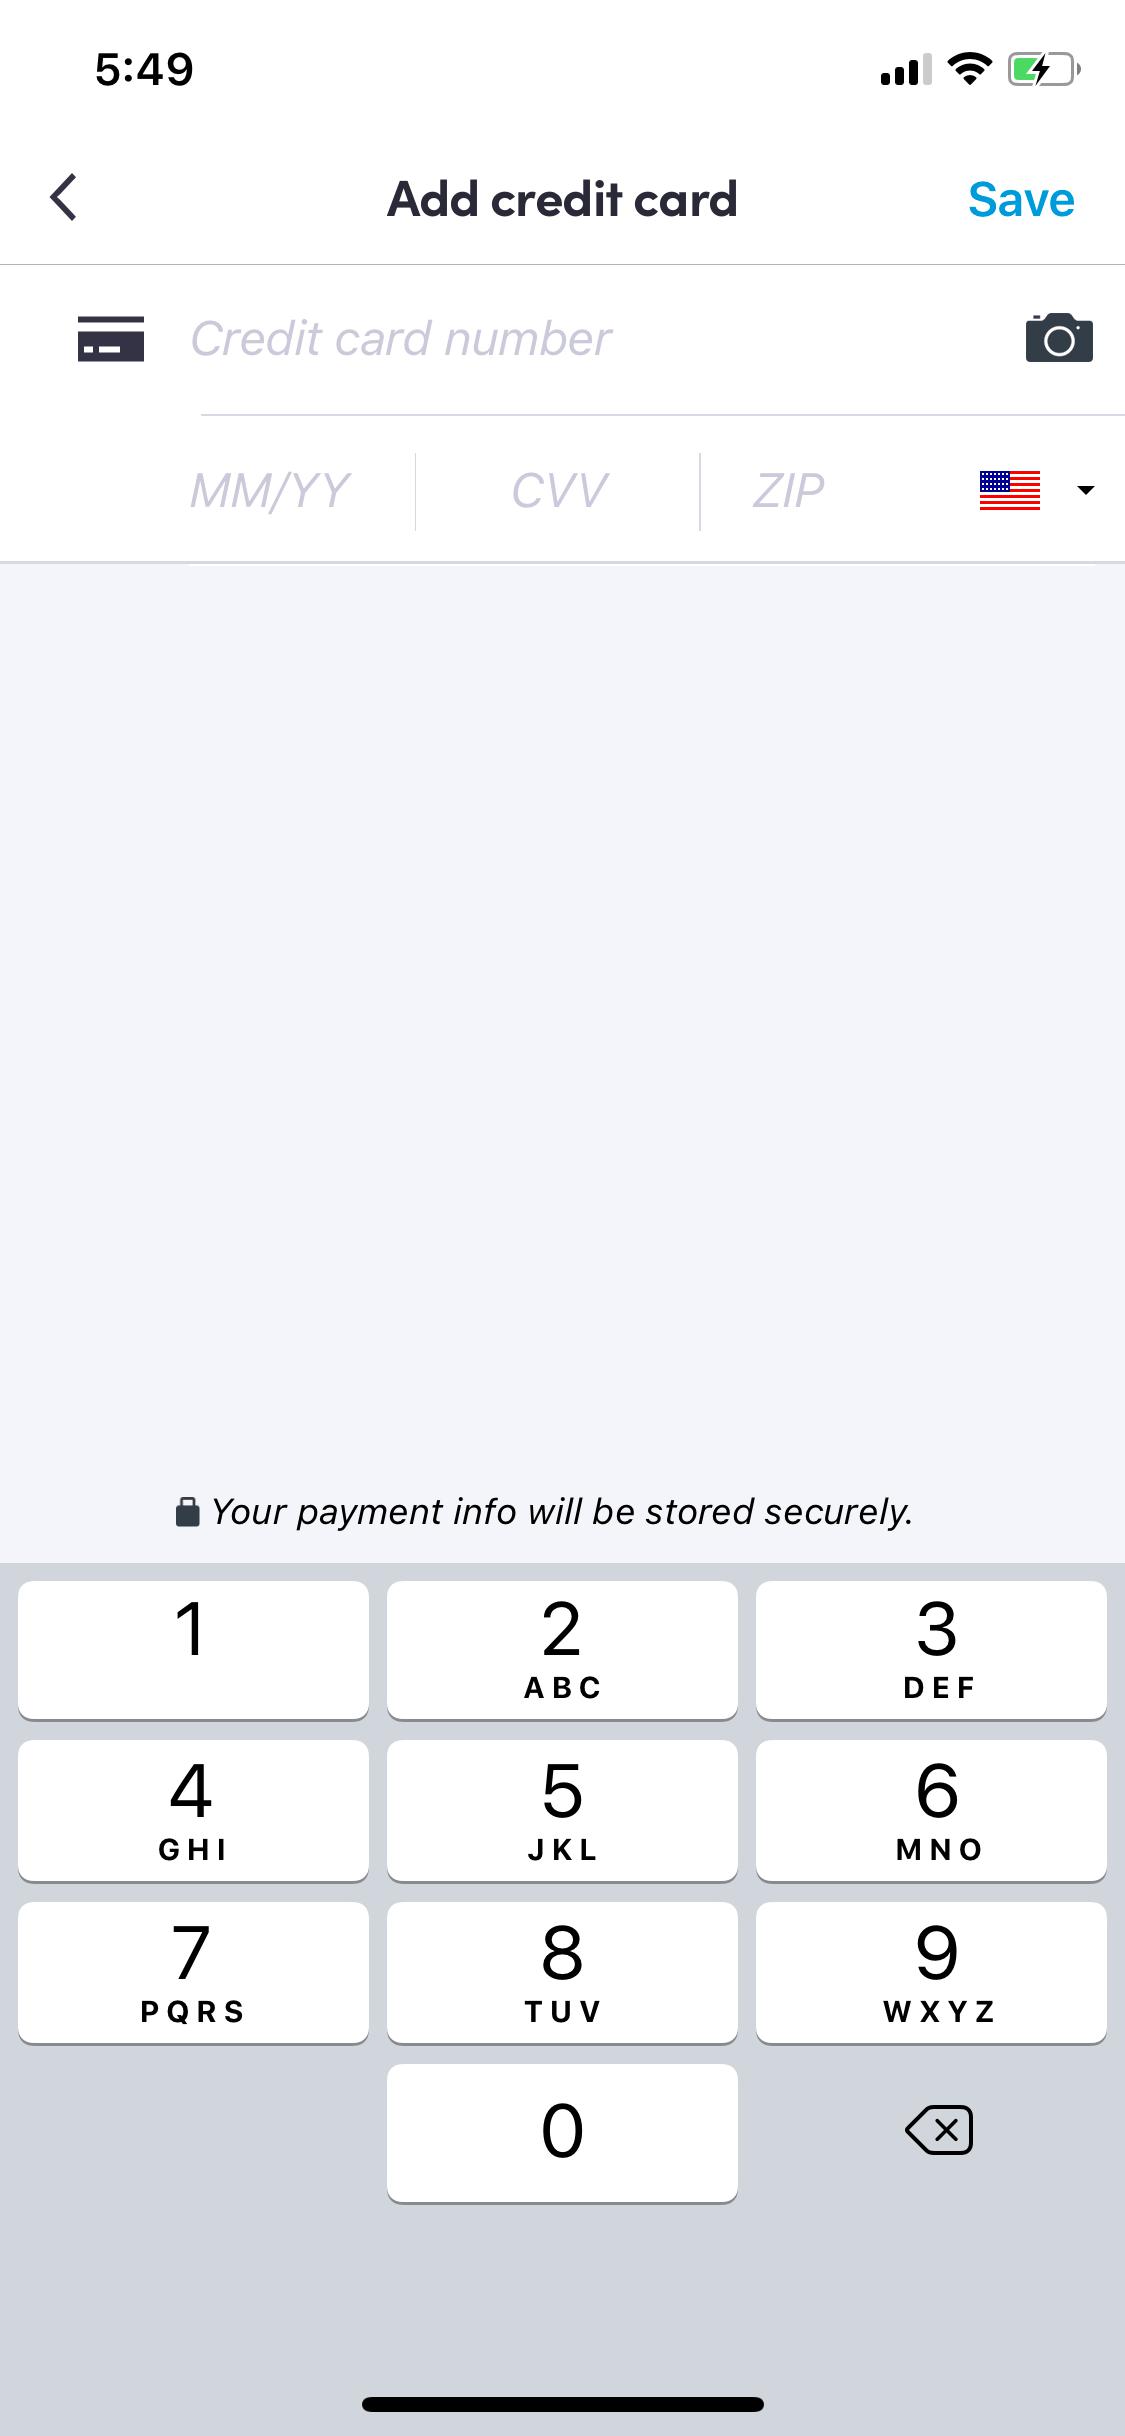 5:49
Add credit card
Save
Credit card number
MM/YY
CVV
ZIP
Your payment info will be stored securely.
1
2
ABC
3
DEF
4
GHI
5
JKL
6
MNO
7
PQRS
8
TUV
9
WXYZ
0